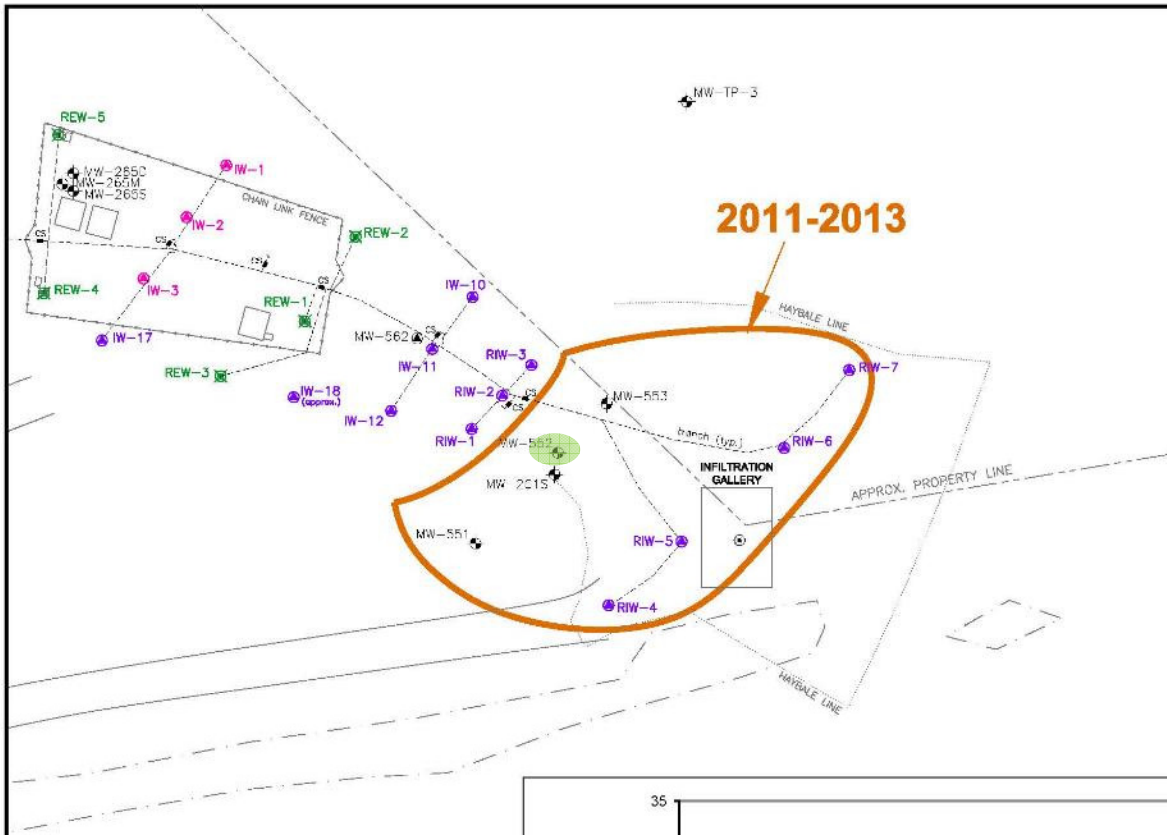 MW-TP-3
REW-5
MW-265D
MW-265M
MW-265S
IW-1
CHAIN LINK FENCE
IW-2
2011-2013
REW-2
CS
CS
CS
CS
IW-3
REW-4
IW-10
HAYBALE LINE
REW-1
CS
MW-562
IW-17
IW-11
RIW-3
RIW-7
REW-3
RIW-2
IW-18
(approx.)
CS
CS
MW-553
IW-12
RIW-1
branch (typ.)
RIW-6
MW-552
INFILTRATION
GALLERY
APPROX. PROPERTY LINE
MW-201S
MW-551
RIW-5
RIW-4
HAYBALE LINE
35